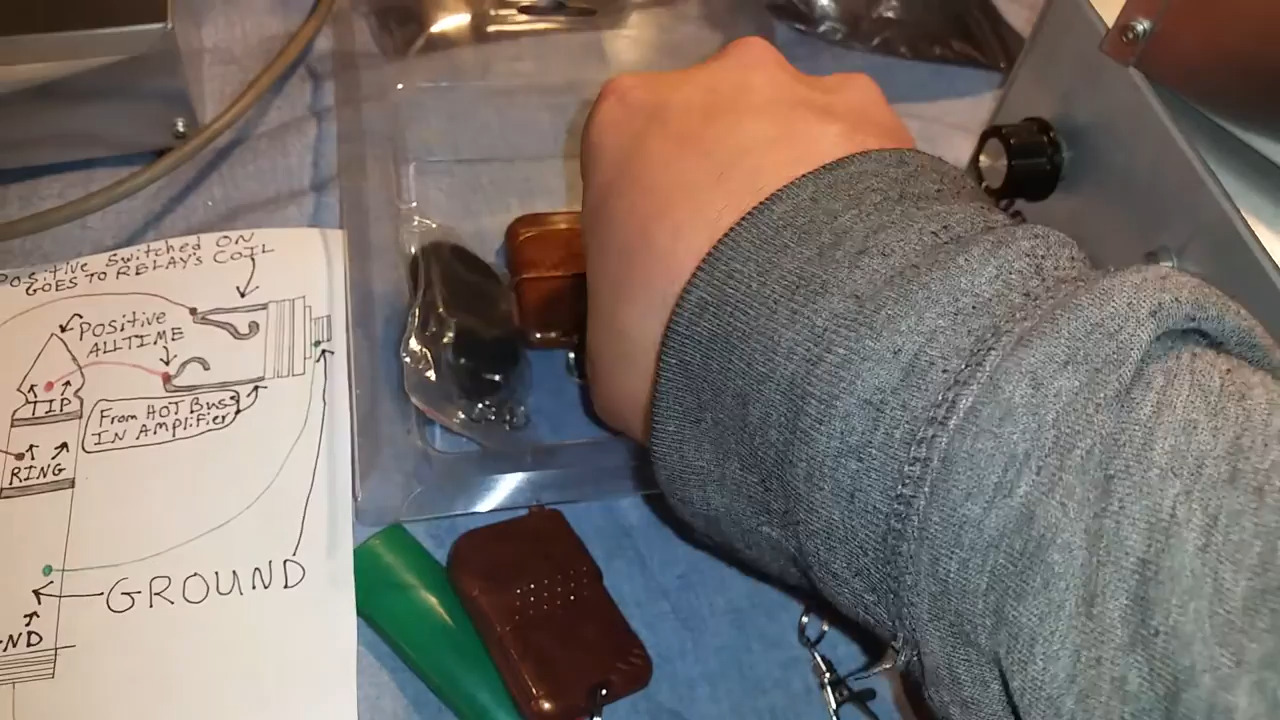 Positive Switched ON
GOES TO RELAY'S COIL
Positive
ALLTIME
TIP
From HOT Buss
IN Amplifier
RING
GROUND
ND